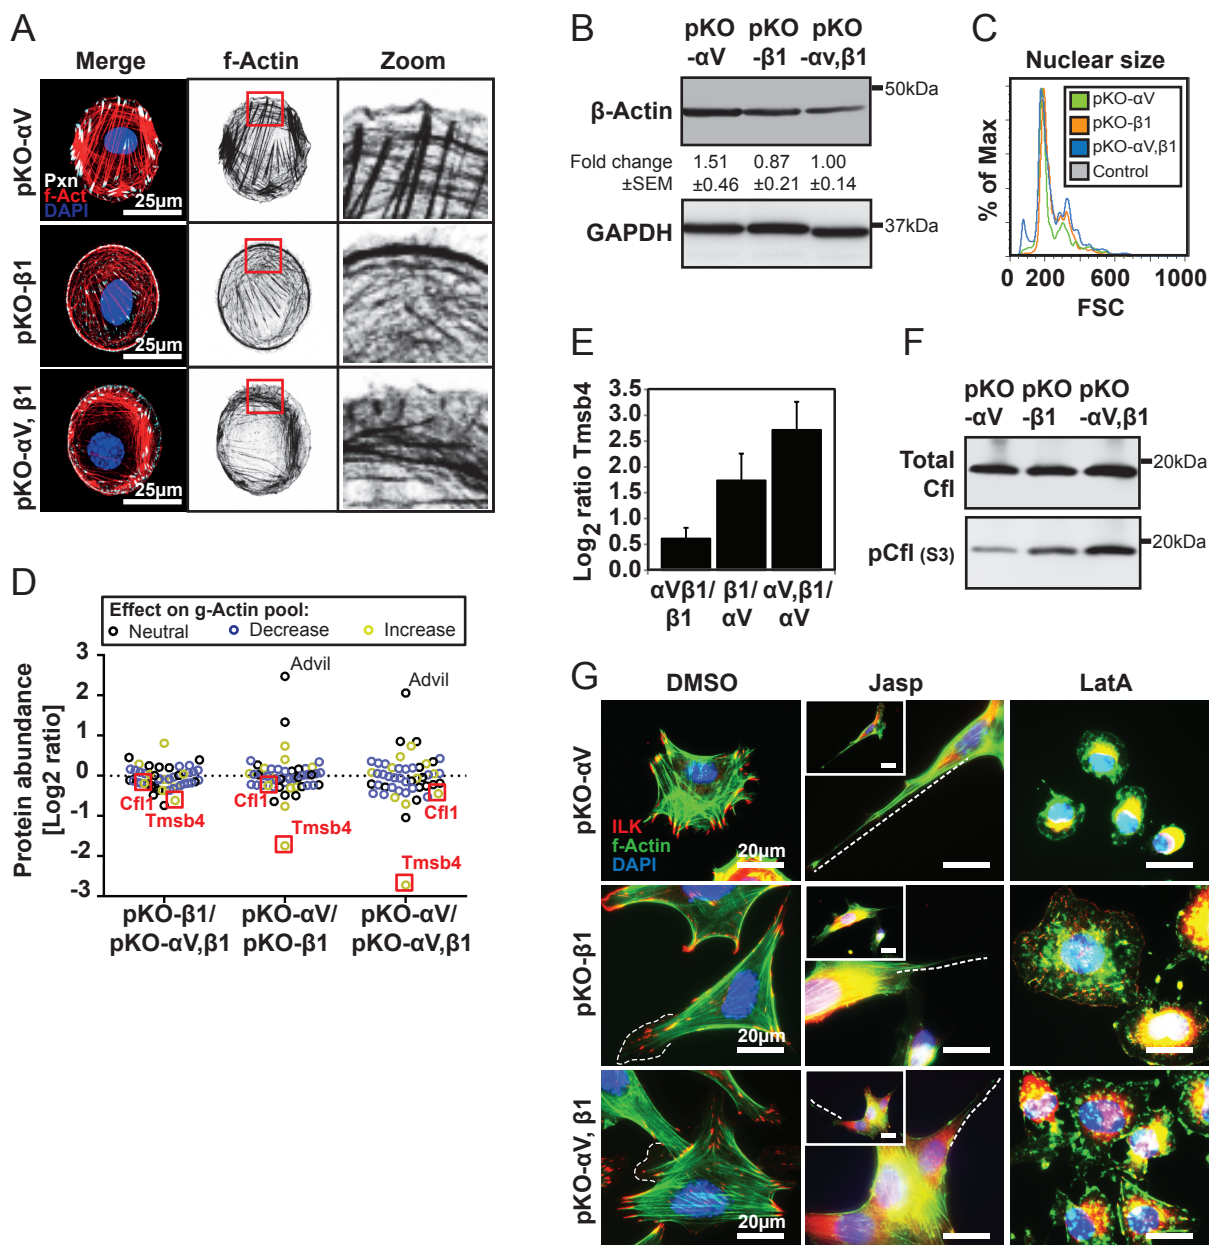 A
Merge
f-Actin
Zoom
pKO-αV
Pxn
f-Act
DAPI
25µm
pKO-β1
25µm
pKO-αV, β1
25µm
B
pKO pKO pKO
-αV -β1 -αv,β1
β-Actin
50kDa
Fold change 1.51 0.87 1.00
±SEM ±0.46 ±0.21 ±0.14
GAPDH
37kDa
C
Nuclear size
% of Max
pKO-αV
pKO-β1
pKO-αV,β1
Control
0 200 600 1000
FSC
D
Effect on g-Actin pool:
Neutral Decrease Increase
Protein abundance
[Log2 ratio]
3
2
1
0
-1
-2
-3
Advil
Advil
Cfl1
Tmsb4
Cfl1
Tmsb4
Cfl1
Tmsb4
pKO-β1/ pKO-αV/ pKO-αV/
pKO-αV,β1 pKO-β1 pKO-αV,β1
E
Log2 ratio Tmsb4
3.5
3.0
2.5
2.0
1.5
1.0
0.5
0.0
αVβ1/ β1/ αV,β1/
β1 αV αV
F
pKO pKO pKO
-αV -β1 -αV,β1
Total
Cfl
20kDa
pCfl (S3)
20kDa
G
DMSO
Jasp
LatA
pKO-αV
ILK
f-Actin
DAPI
20µm
pKO-β1
20µm
pKO-αV, β1
20µm